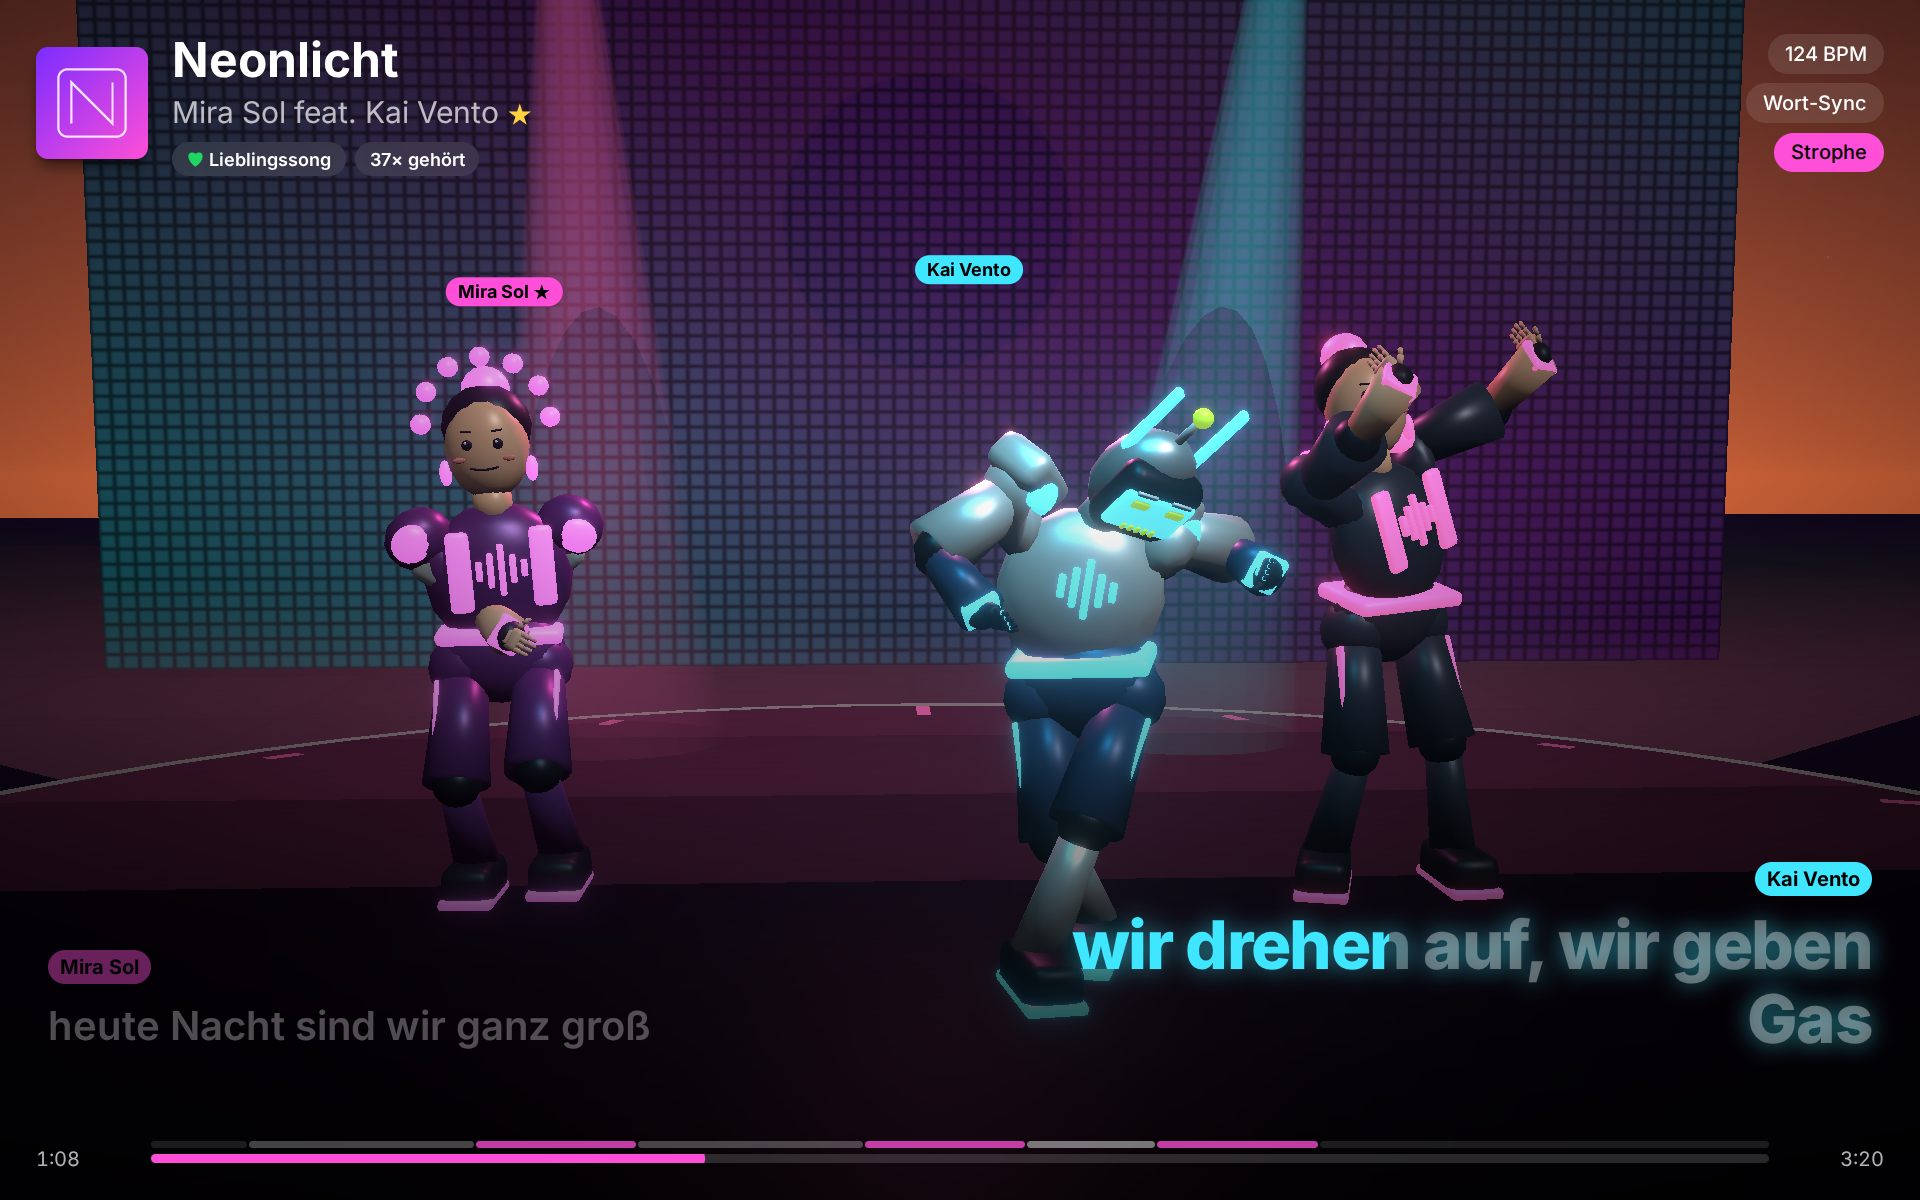 N
Neonlicht
Mira Sol feat. Kai Vento ★
Lieblingssong
37× gehört
124 BPM
Wort-Sync
Strophe
Mira Sol ★
Kai Vento
Kai Vento
wir drehen auf, wir geben
Gas
Mira Sol
heute Nacht sind wir ganz groß
1:08
3:20